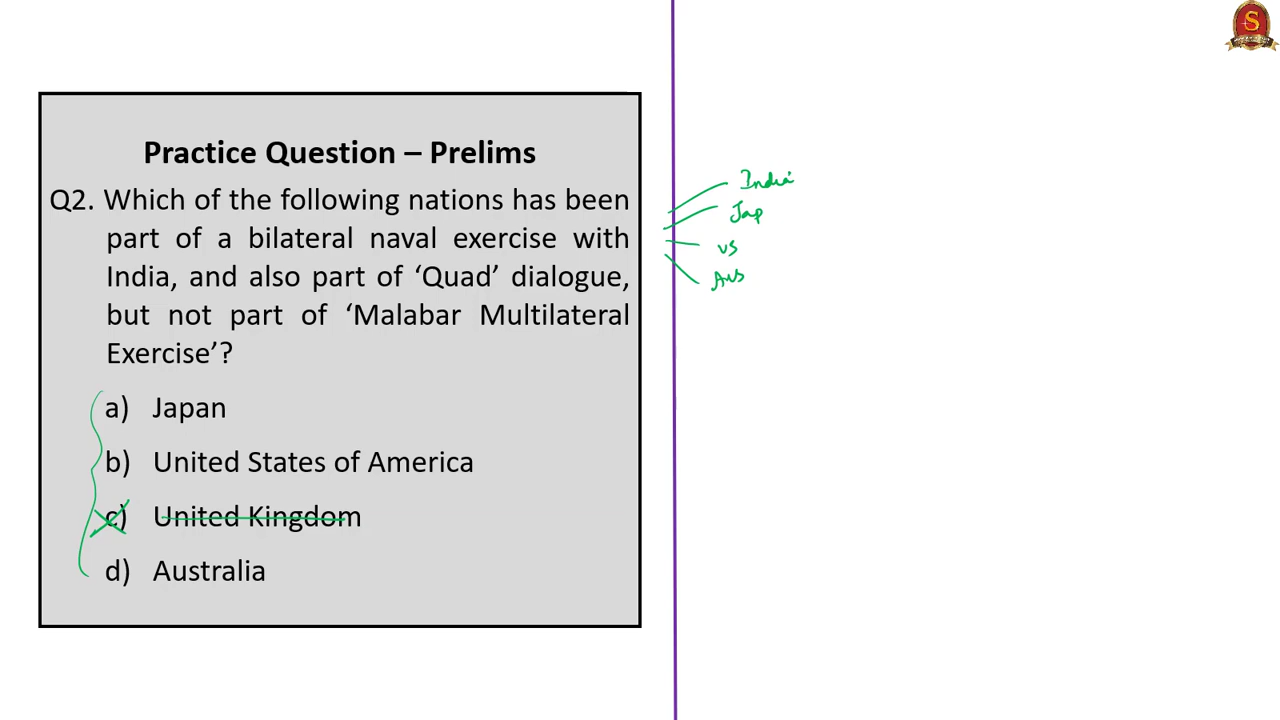 Practice Question – Prelims
Q2. Which of the following nations has been
part of a bilateral naval exercise with
India, and also part of ‘Quad’ dialogue,
but not part of ‘Malabar Multilateral
Exercise’?
a) Japan
b) United States of America
c) United Kingdom
d) Australia
India
Jap
US
Aus
S